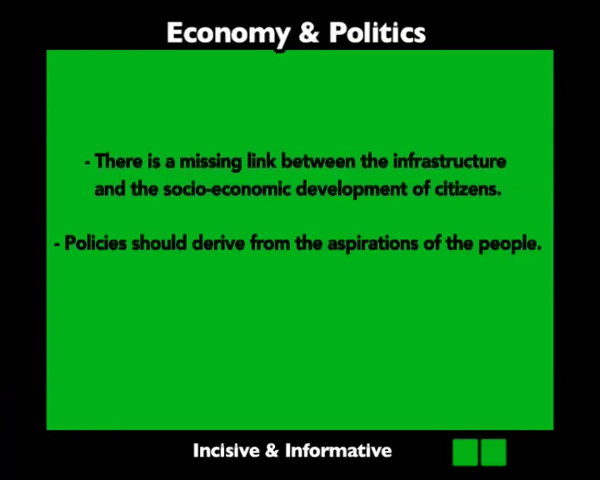 Economy & Politics
- There is a missing link between the infrastructure
and the socio-economic development of citizens.
- Policies should derive from the aspirations of the people.
Incisive & Informative